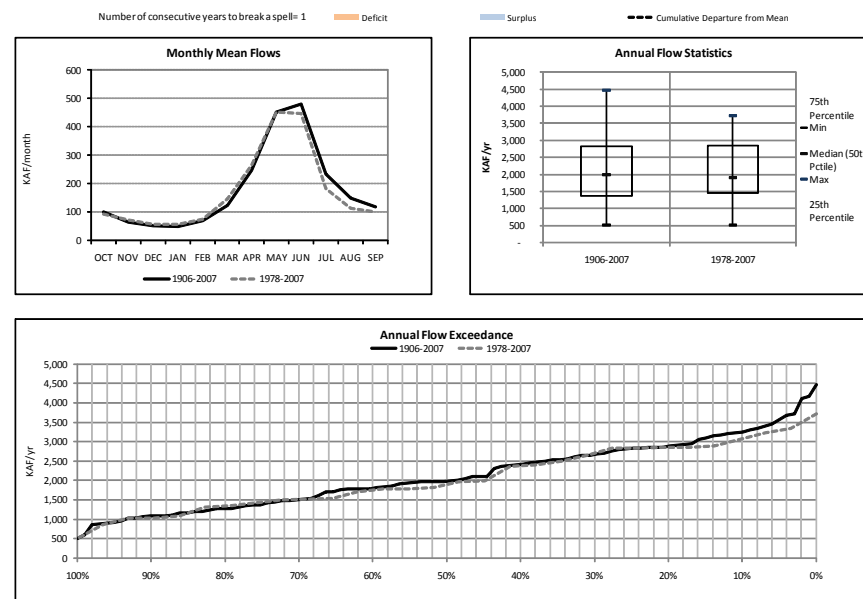 Number of consecutive years to break a spell= 1 Deficit Surplus Cumulative Departure from Mean
Monthly Mean Flows
600
500
400
300
200
100
0
KAF/month
OCT NOV DEC JAN FEB MAR APR MAY JUN JUL AUG SEP
1906-2007 1978-2007
Annual Flow Statistics
5,000
4,500
4,000
3,500
3,000
2,500
2,000
1,500
1,000
500
-
KAF/yr
1906-2007 1978-2007
75th
Percentile
Min
Median (50t
Pctile)
Max
25th
Percentile
Annual Flow Exceedance
1906-2007 1978-2007
5,000
4,500
4,000
3,500
3,000
2,500
2,000
1,500
1,000
500
0
KAF/yr
100% 90% 80% 70% 60% 50% 40% 30% 20% 10% 0%